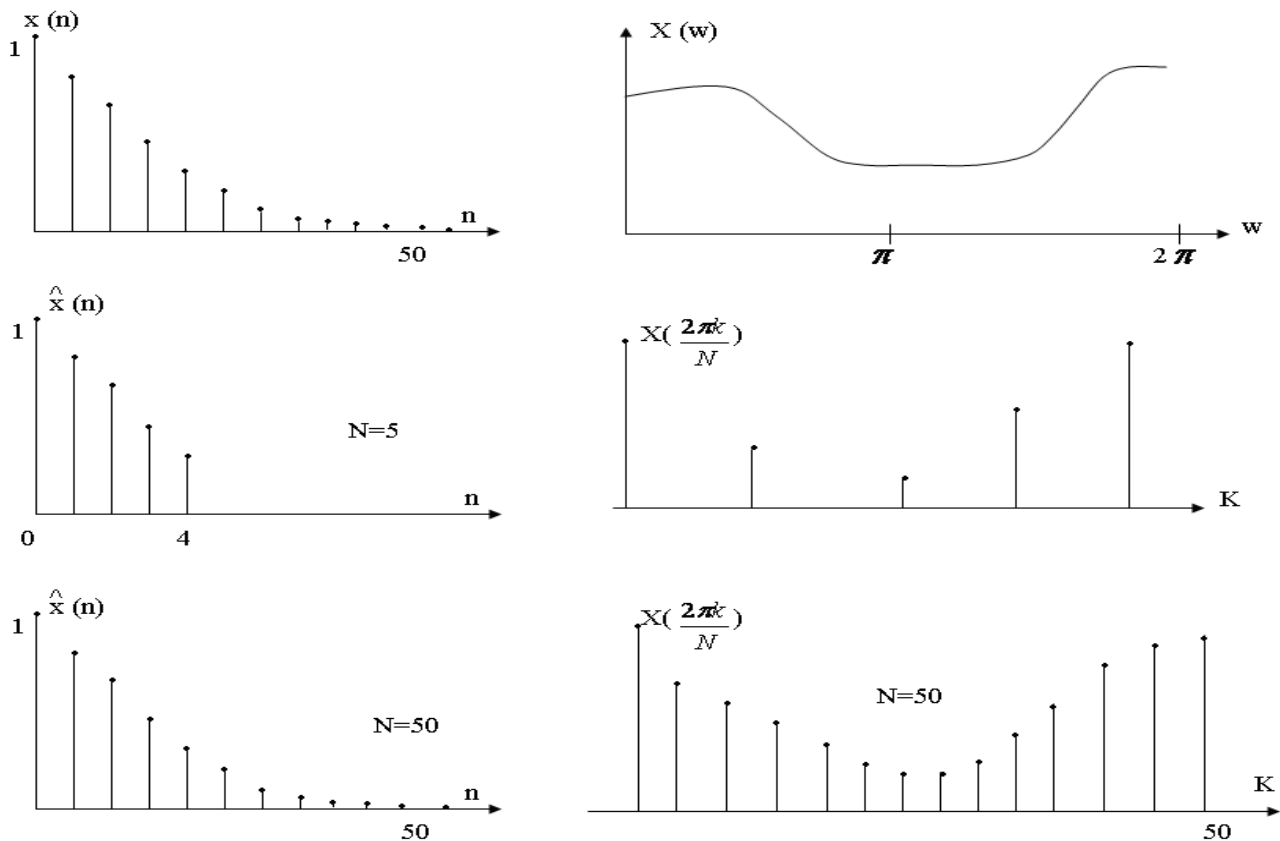 x (n)
1
n
50
X (w)
w
π
2 π
^
x (n)
1
N=5
n
0
4
X( 2πk/N )
K
^
x (n)
1
N=50
n
50
X( 2πk/N )
N=50
K
50